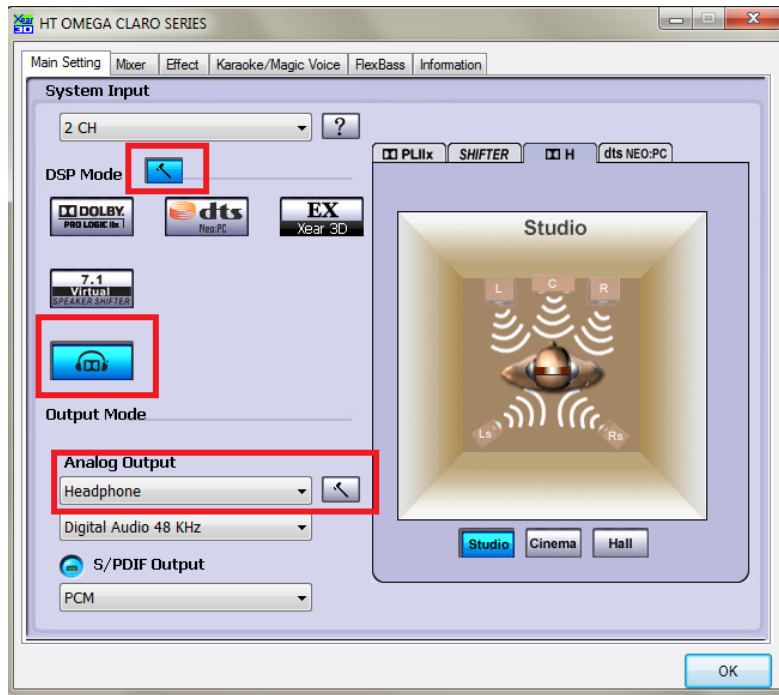 Xear 3D HT OMEGA CLARO SERIES
Main Setting Mixer Effect Karaoke/Magic Voice FlexBass Information
System Input
2 CH ?
DSP Mode
DOLBY.
PRO LOGIC IIx
dts
Neo:PC
EX
Xear 3D
7.1
Virtual
SPEAKER SHIFTER
Output Mode
Analog Output
Headphone
Digital Audio 48 KHz
S/PDIF Output
PCM
PLIIx SHIFTER H dts NEO:PC
Studio
L C R
Ls Rs
Studio Cinema Hall
OK